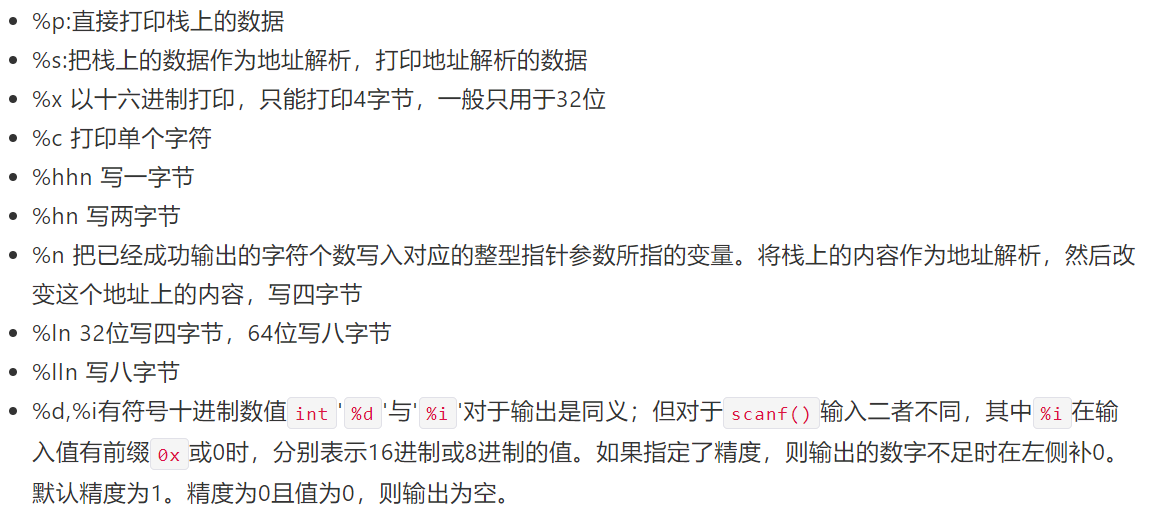 %p:直接打印栈上的数据
%s:把栈上的数据作为地址解析，打印地址解析的数据
%x 以十六进制打印，只能打印4字节，一般只用于32位
%c 打印单个字符
%hhn 写一字节
%hn 写两字节
%n 把已经成功输出的字符个数写入对应的整型指针参数所指的变量。将栈上的内容作为地址解析，然后改
变这个地址上的内容，写四字节
%ln 32位写四字节，64位写八字节
%lln 写八字节
%d,%i有符号十进制数值int'%d'与'%i'对于输出是同义；但对于scanf()输入二者不同，其中%i在输
入值有前缀0x或0时，分别表示16进制或8进制的值。如果指定了精度，则输出的数字不足时在左侧补0。
默认精度为1。精度为0且值为0，则输出为空。